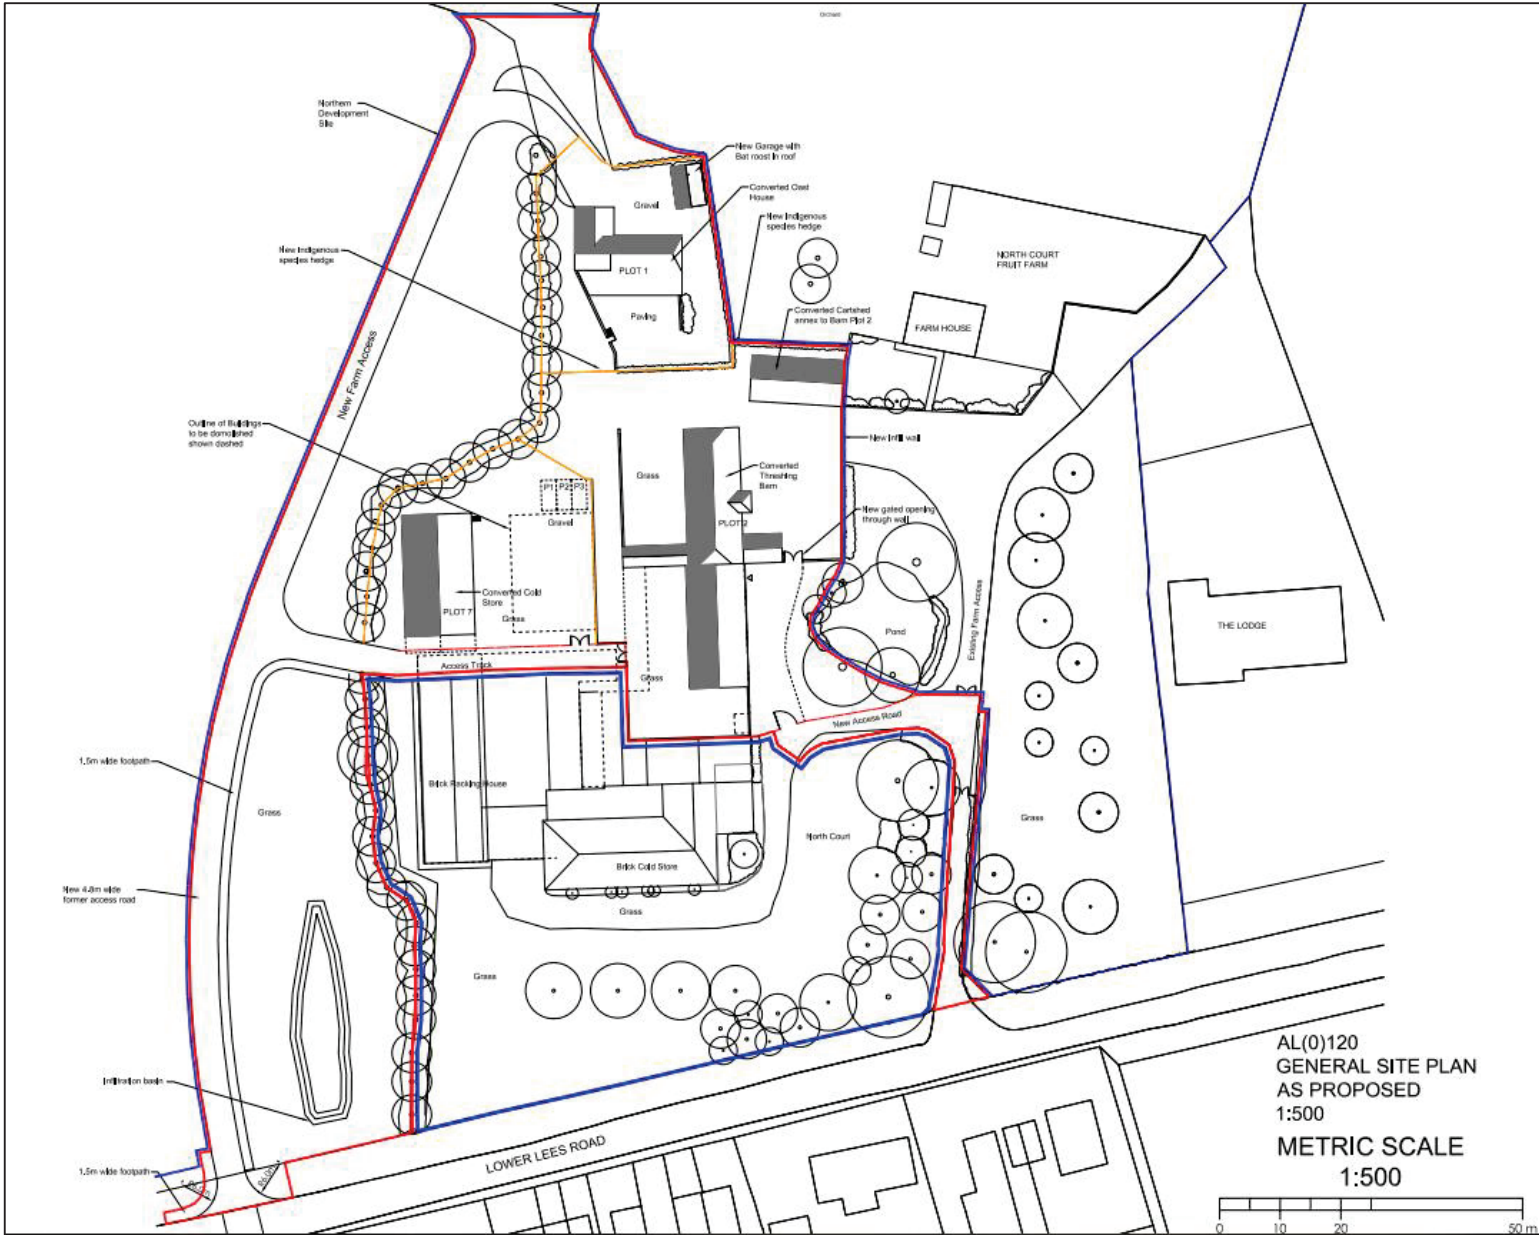 Orchard
Northern
Development
Site
New Garage with
Bat roost in roof
Converted Oast
House
Gravel
New Indigenous
species hedge
New Indigenous
species hedge
NORTH COURT
FRUIT FARM
PLOT 1
Paving
Converted Cartshed
annex to Barn Plot 2
FARM HOUSE
New Farm Access
Outline of Buildings
to be demolished
shown dashed
New Infill wall
Grass
Converted
Threshing
Barn
P1 P2 P3
Gravel
PLOT 2
New gated opening
through wall
Converted Cold
Store
PLOT 7
Grass
Existing Farm Access
Pond
THE LODGE
Access Track
Grass
New Access Road
1.5m wide footpath
Brick Packing House
Grass
North Court
Grass
Brick Cold Store
New 4.8m wide
former access road
Grass
Grass
Infiltration basin
AL(0)120
GENERAL SITE PLAN
AS PROPOSED
1:500
METRIC SCALE
1:500
LOWER LEES ROAD
1.5m wide footpath
0 10 20 50 m